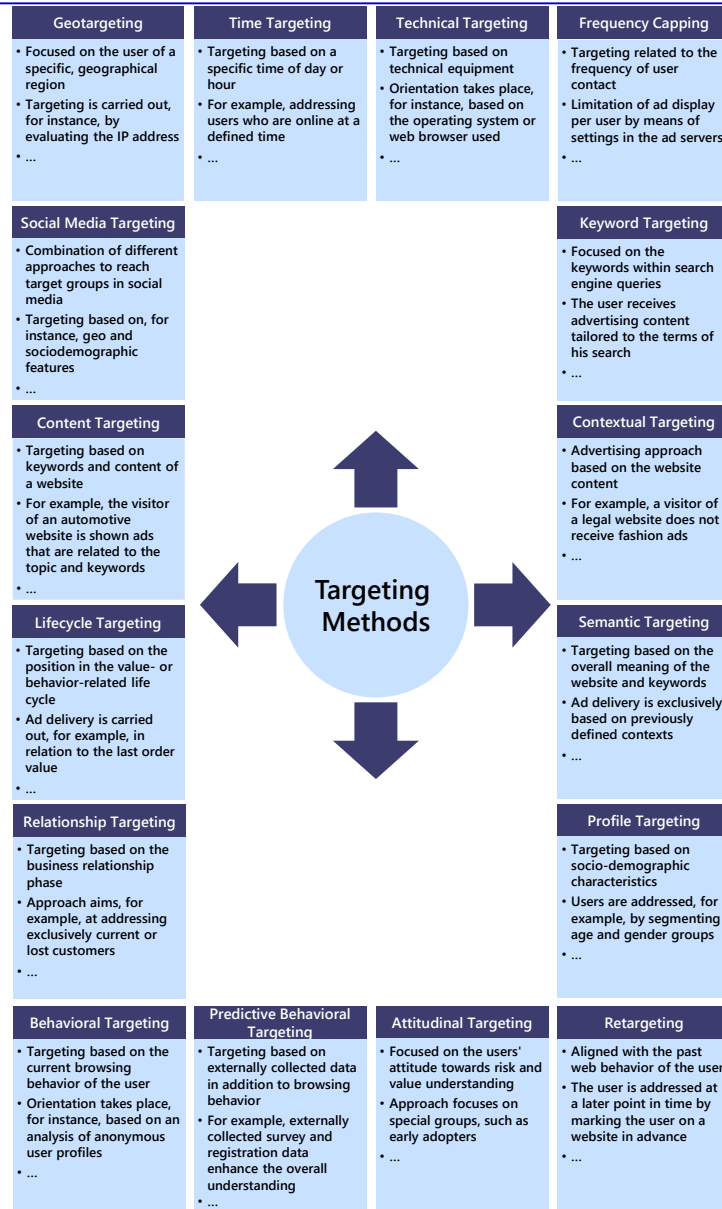 Geotargeting
• Focused on the user of a
specific, geographical
region
• Targeting is carried out,
for instance, by
evaluating the IP address
• ...
Time Targeting
• Targeting based on a
specific time of day or
hour
• For example, addressing
users who are online at a
defined time
• ...
Technical Targeting
• Targeting based on
technical equipment
• Orientation takes place,
for instance, based on
the operating system or
web browser used
• ...
Frequency Capping
• Targeting related to the
frequency of user
contact
• Limitation of ad display
per user by means of
settings in the ad servers
• ...
Social Media Targeting
• Combination of different
approaches to reach
target groups in social
media
• Targeting based on, for
instance, geo and
sociodemographic
features
• ...
Keyword Targeting
• Focused on the
keywords within search
engine queries
• The user receives
advertising content
tailored to the terms of
his search
• ...
Content Targeting
• Targeting based on
keywords and content of
a website
• For example, the visitor
of an automotive
website is shown ads
that are related to the
topic and keywords
• ...
Contextual Targeting
• Advertising approach
based on the website
content
• For example, a visitor of
a legal website does not
receive fashion ads
• ...
Targeting
Methods
Lifecycle Targeting
• Targeting based on the
position in the value- or
behavior-related life
cycle
• Ad delivery is carried
out, for example, in
relation to the last order
value
• ...
Semantic Targeting
• Targeting based on the
overall meaning of the
website and keywords
• Ad delivery is exclusively
based on previously
defined contexts
• ...
Relationship Targeting
• Targeting based on the
business relationship
phase
• Approach aims, for
example, at addressing
exclusively current or
lost customers
• ...
Profile Targeting
• Targeting based on
socio-demographic
characteristics
• Users are addressed, for
example, by segmenting
age and gender groups
• ...
Behavioral Targeting
• Targeting based on the
current browsing
behavior of the user
• Orientation takes place,
for instance, based on an
analysis of anonymous
user profiles
• ...
Predictive Behavioral
Targeting
• Targeting based on
externally collected data
in addition to browsing
behavior
• For example, externally
collected survey and
registration data
enhance the overall
understanding
• ...
Attitudinal Targeting
• Focused on the users'
attitude towards risk and
value understanding
• Approach focuses on
special groups, such as
early adopters
• ...
Retargeting
• Aligned with the past
web behavior of the user
• The user is addressed at
a later point in time by
marking the user on a
website in advance
• ...